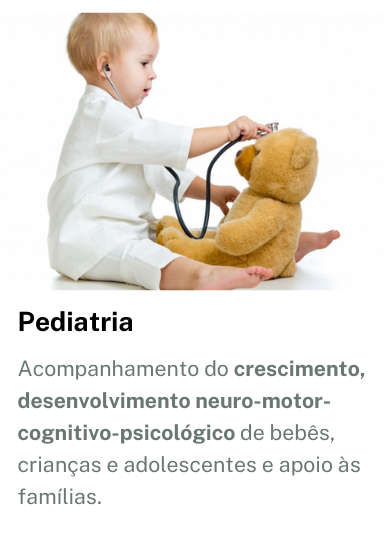 Pediatria
Acompanhamento do crescimento,
desenvolvimento neuro-motor-
cognitivo-psicológico de bebês,
crianças e adolescentes e apoio às
famílias.